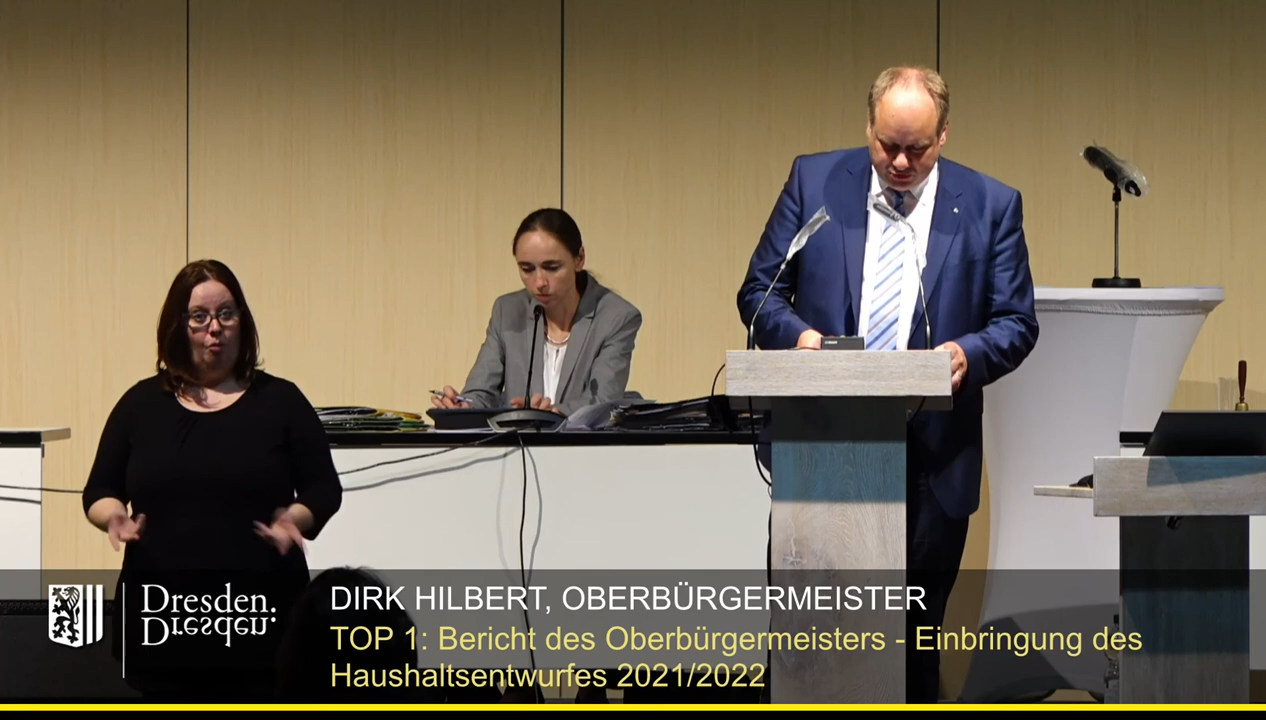 Dresden.
Dresden.
DIRK HILBERT, OBERBÜRGERMEISTER
TOP 1: Bericht des Oberbürgermeisters - Einbringung des
Haushaltsentwurfes 2021/2022